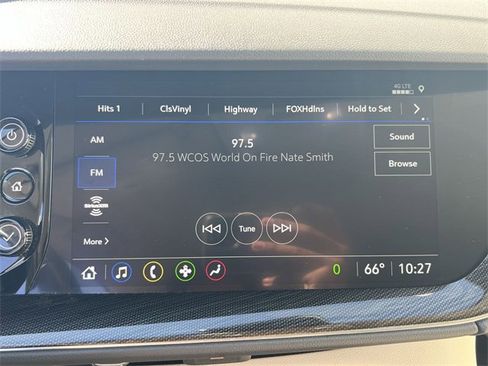 4G LTE
Hits 1 ClsVinyl Highway FOXHdlns Hold to Set
AM
97.5
Sound
97.5 WCOS World On Fire Nate Smith
Browse
FM
SiriusXM
Tune
More
0 66° 10:27